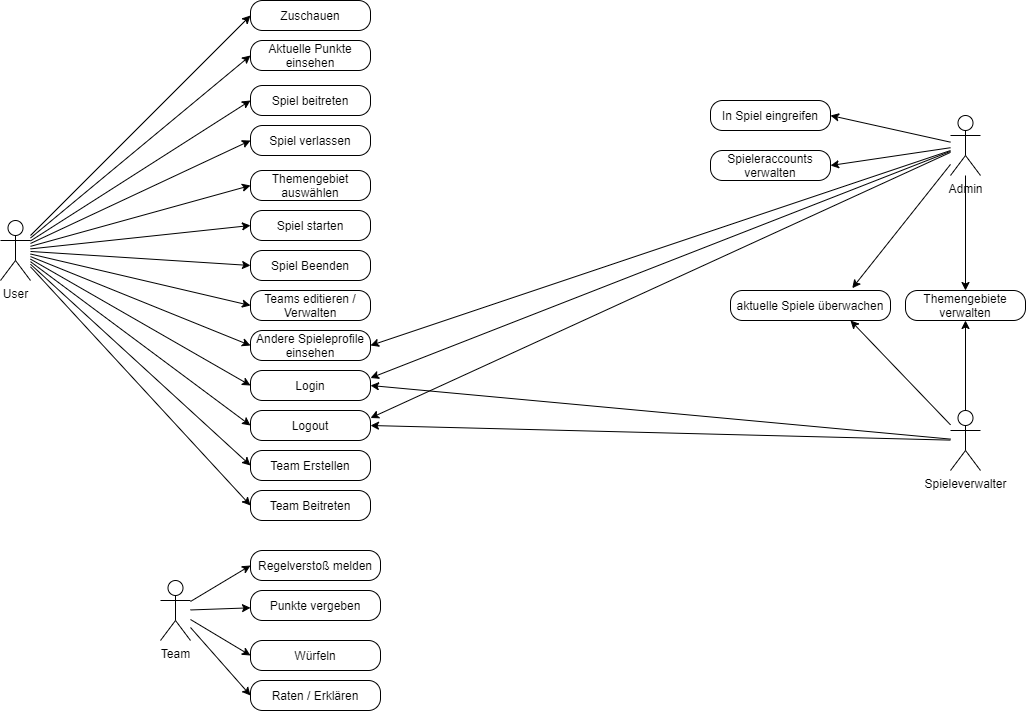 Zuschauen
Aktuelle Punkte
einsehen
Spiel beitreten
Spiel verlassen
Themengebiet
auswählen
Spiel starten
Spiel Beenden
Teams editieren /
Verwalten
Andere Spieleprofile
einsehen
Login
Logout
Team Erstellen
Team Beitreten
User
In Spiel eingreifen
Spieleraccounts
verwalten
Admin
aktuelle Spiele überwachen
Themengebiete
verwalten
Spieleverwalter
Regelverstoß melden
Punkte vergeben
Würfeln
Raten / Erklären
Team